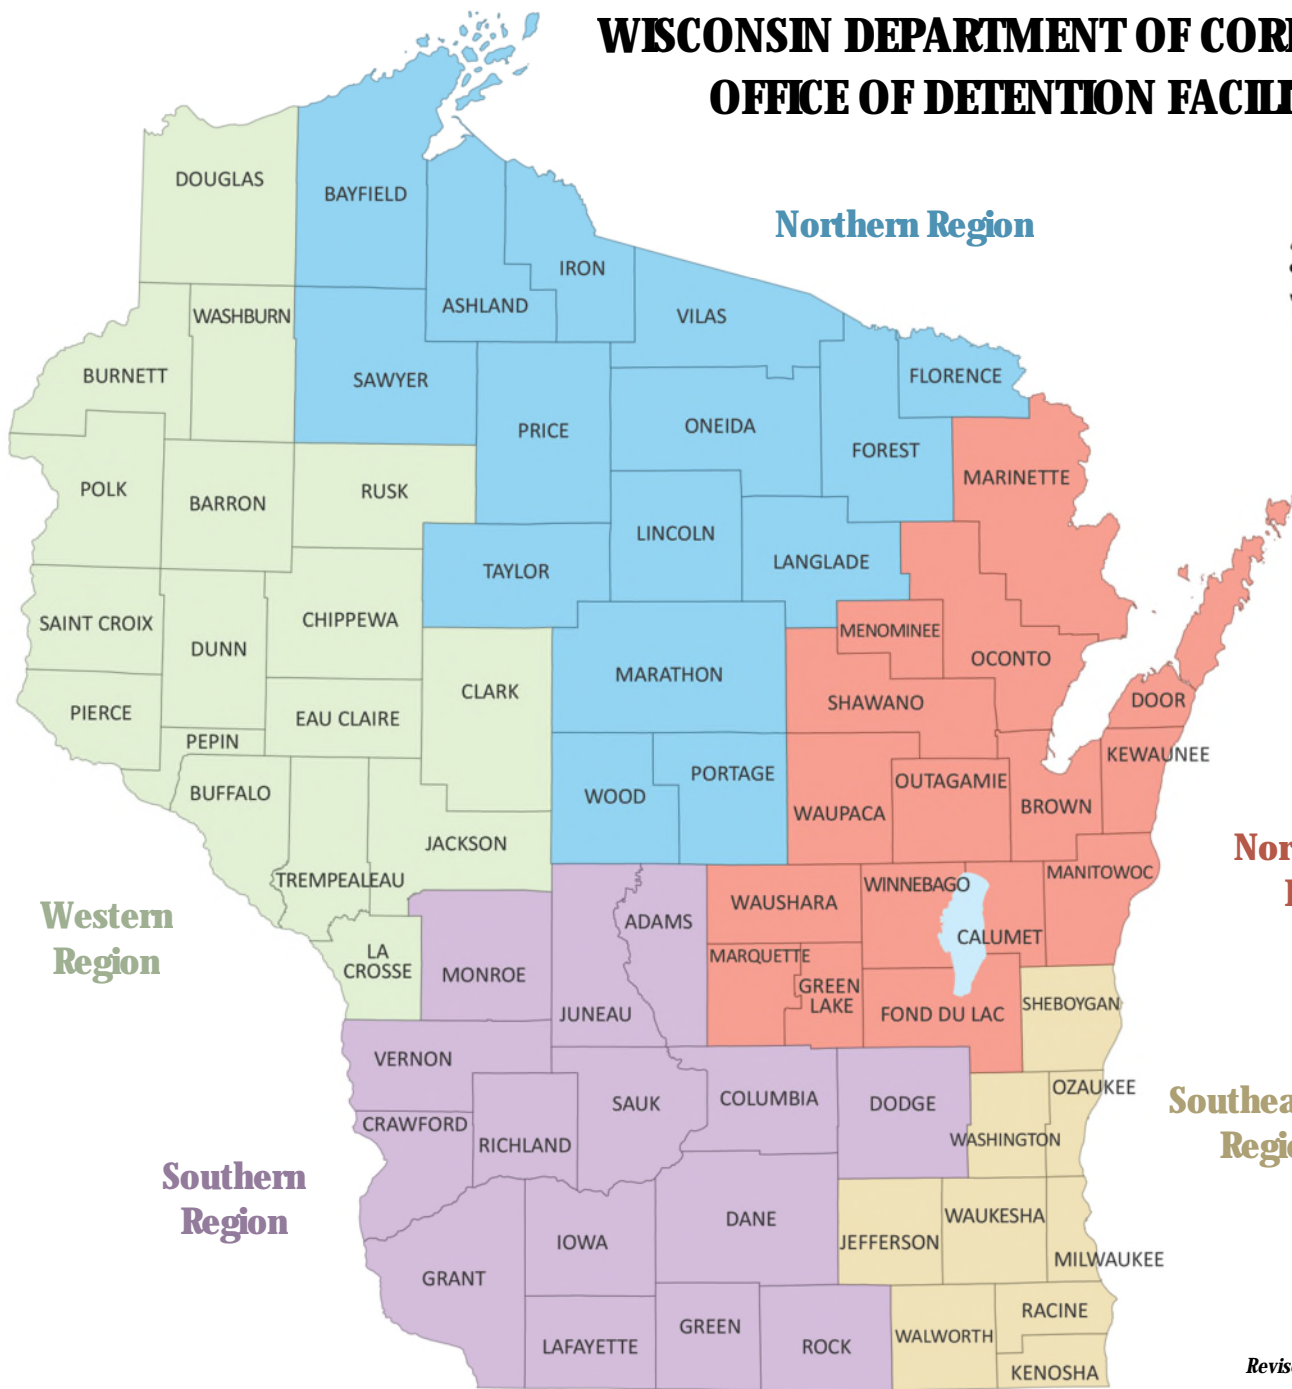 WISCONSIN DEPARTMENT OF
OFFICE OF DETENTION
DOUGLAS
BAYFIELD
Northern Region
IRON
ASHLAND
WASHBURN
VILAS
BURNETT
SAWYER
FLORENCE
PRICE
ONEIDA
FOREST
MARINETTE
POLK
BARRON
RUSK
LINCOLN
LANGLADE
TAYLOR
SAINT CROIX
CHIPPEWA
MENOMINEE
DUNN
OCONTO
MARATHON
CLARK
SHAWANO
DOOR
PIERCE
EAU CLAIRE
PEPIN
KEWAUNEE
BUFFALO
PORTAGE
OUTAGAMIE
WOOD
BROWN
WAUPACA
JACKSON
MANITOWOC
TREMPEALEAU
WINNEBAGO
WAUSHARA
Western
Region
ADAMS
CALUMET
LA
CROSSE
MARQUETTE
MONROE
GREEN
LAKE
SHEBOYGAN
JUNEAU
FOND DU LAC
VERNON
OZAUKEE
COLUMBIA
SAUK
DODGE
CRAWFORD
WASHINGTON
RICHLAND
Southern
Region
DANE
WAUKESHA
IOWA
JEFFERSON
MILWAUKEE
GRANT
RACINE
GREEN
WALWORTH
LAFAYETTE
ROCK
KENOSHA